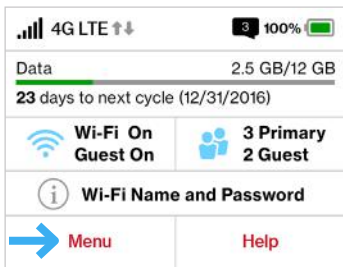 4G LTE 3 100%
Data 2.5 GB/12 GB
23 days to next cycle (12/31/2016)
Wi-Fi On 3 Primary
Guest On 2 Guest
i Wi-Fi Name and Password
Menu Help